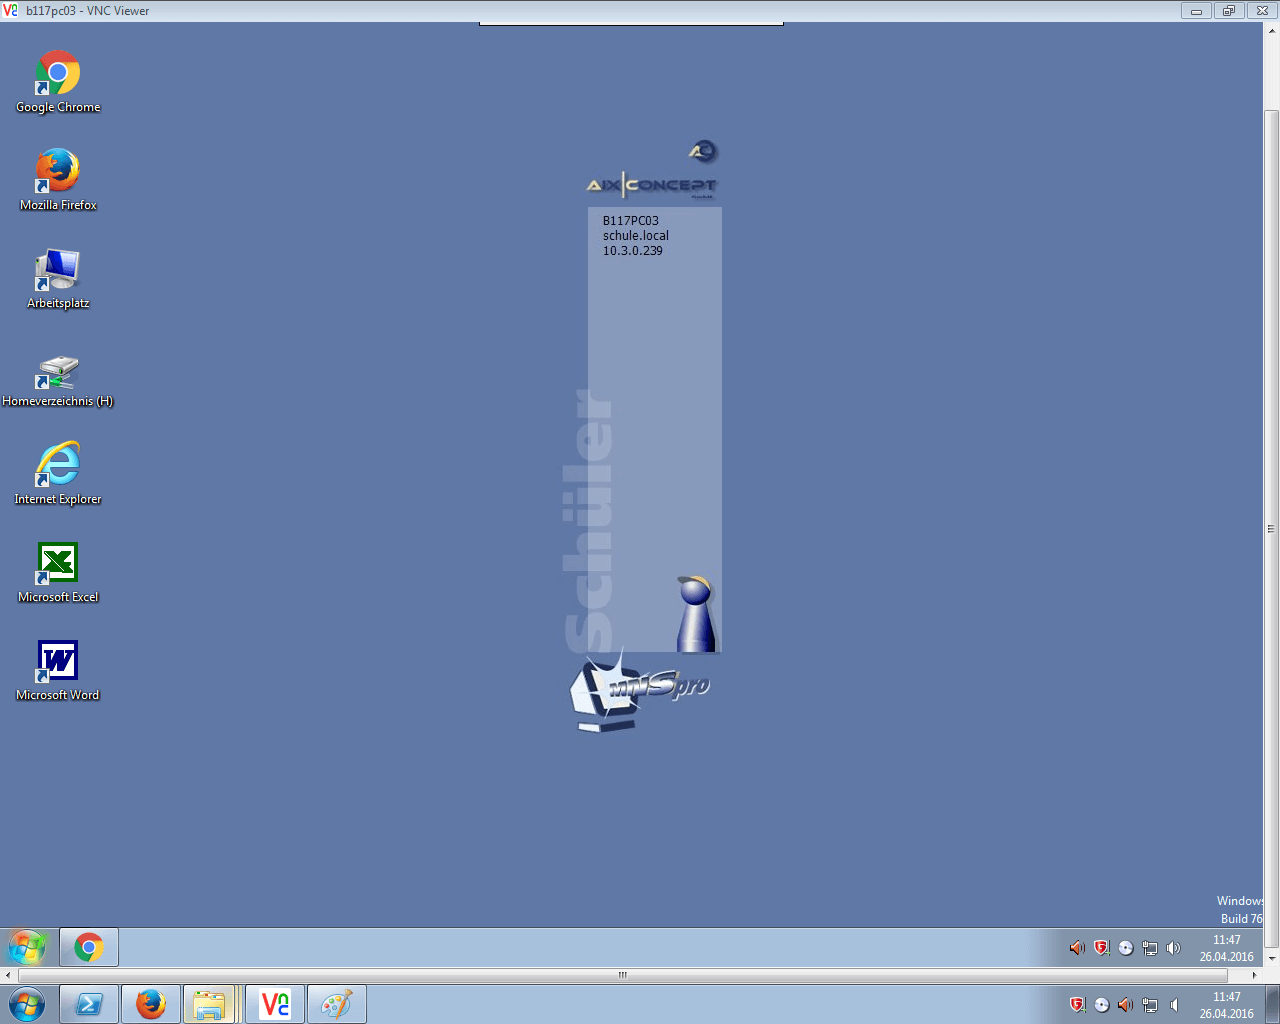 b117pc03 - VNC Viewer
Google Chrome
Mozilla Firefox
Arbeitsplatz
Homeverzeichnis (H)
Internet Explorer
Microsoft Excel
Microsoft Word
AIX|CONCEPT
B117PC03
schule.local
10.3.0.239
Schüler
MNSpro
Windows
Build 76
11:47
26.04.2016
11:47
26.04.2016